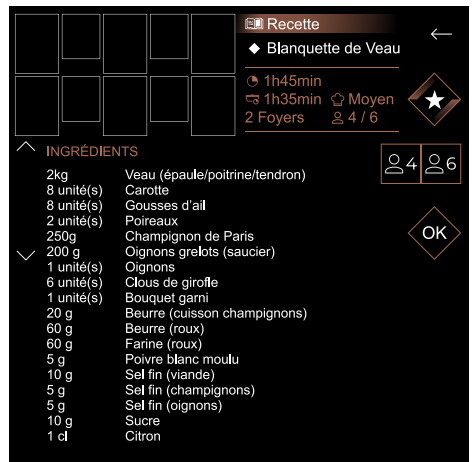 Recette
Blanquette de Veau
1h45min
1h35min Moyen
2 Foyers 4 / 6
INGRÉDIENTS
4 6
2kg Veau (épaule/poitrine/tendron)
8 unité(s) Carotte
8 unité(s) Gousses d'ail
2 unité(s) Poireaux
250g Champignon de Paris
OK
200 g Oignons grelots (saucier)
1 unité(s) Oignons
6 unité(s) Clous de girofle
1 unité(s) Bouquet garni
20 g Beurre (cuisson champignons)
60 g Beurre (roux)
60 g Farine (roux)
5 g Poivre blanc moulu
10 g Sel fin (viande)
5 g Sel fin (champignons)
5 g Sel fin (oignons)
10 g Sucre
1 cl Citron